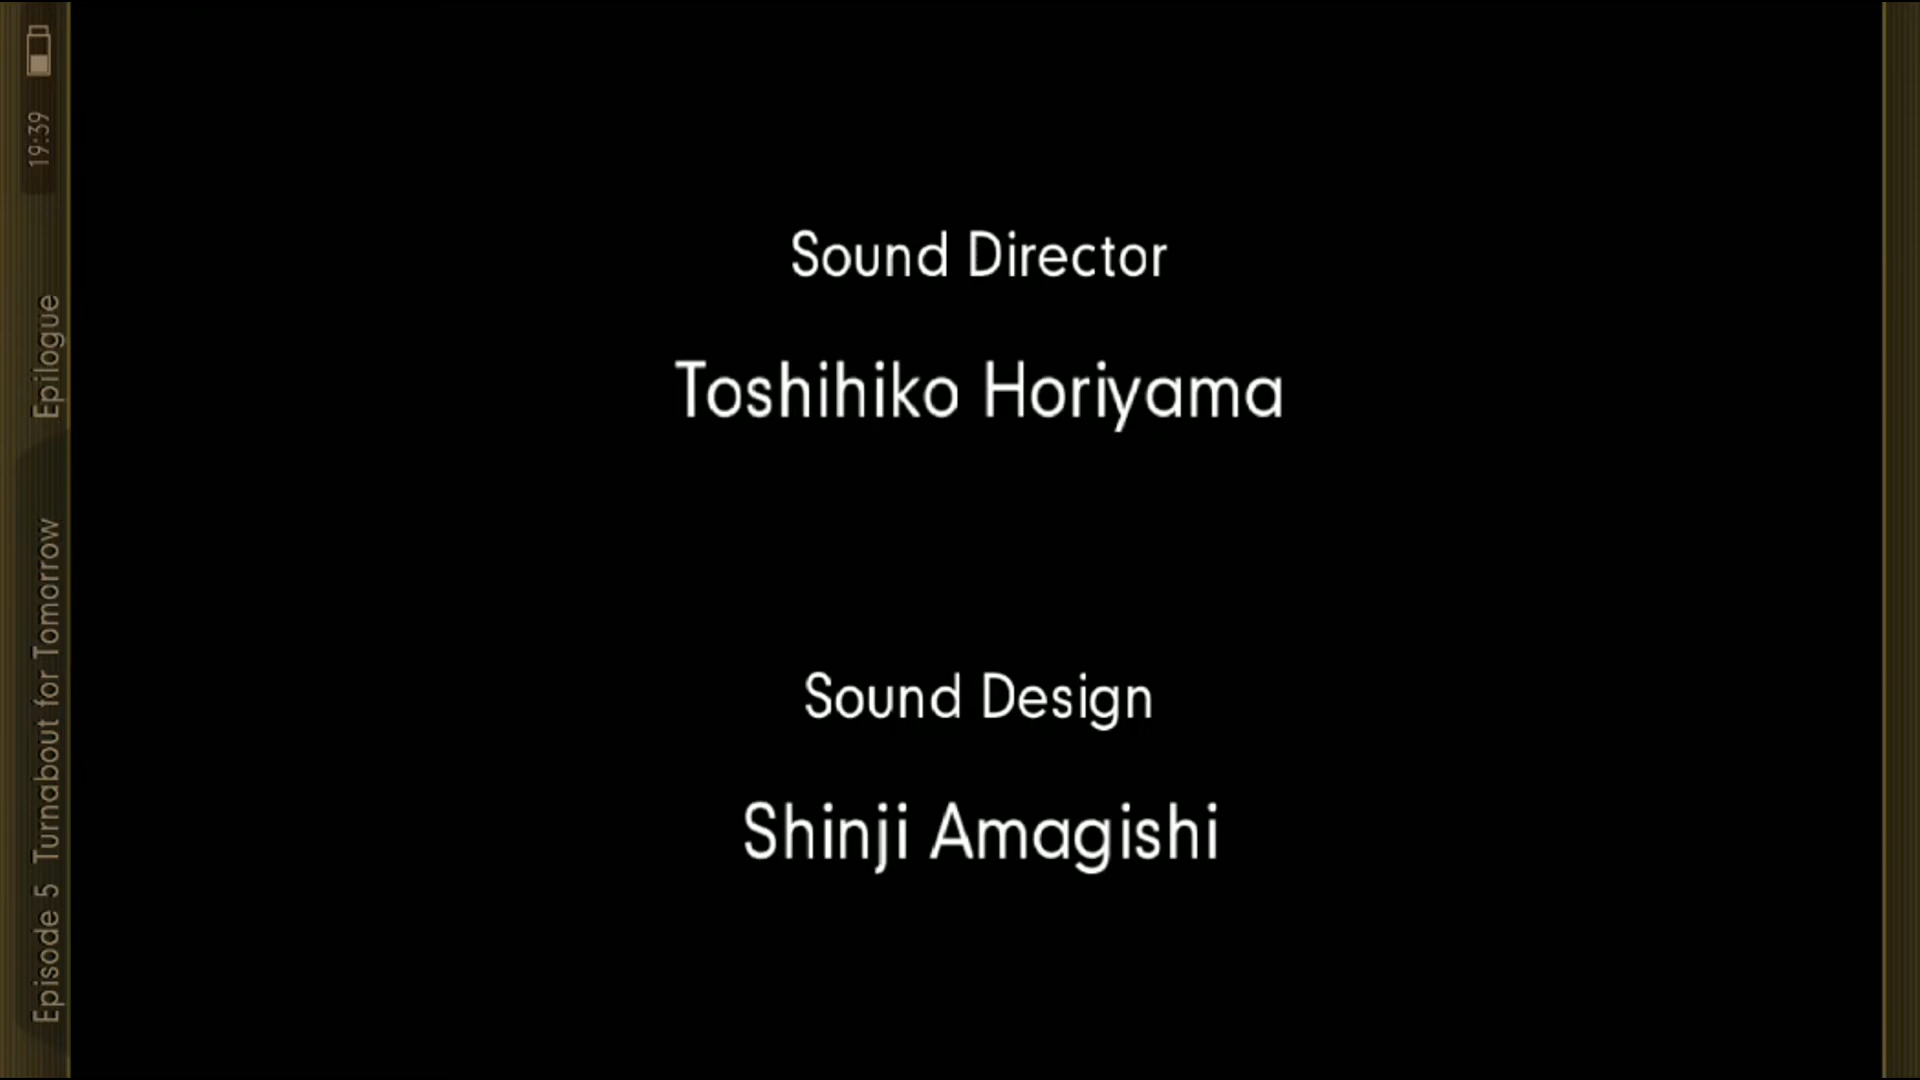 19:39
Epilogue
Episode 5 Turnabout for Tomorrow
Sound Director
Toshihiko Horiyama
Sound Design
Shinji Amagishi